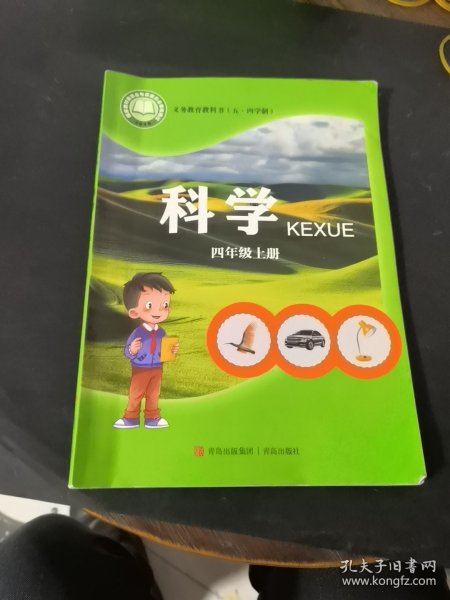 义务教育教科书（五·四学制）
科学
KEXUE
四年级上册
青岛出版集团｜青岛出版社
孔夫子旧书网
www.kongfz.com